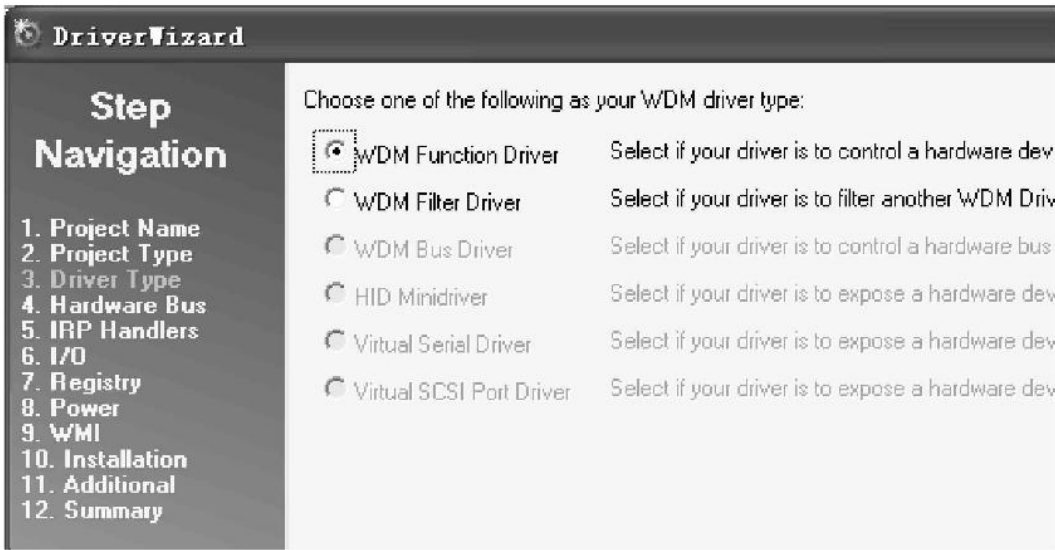 DriverWizard
Step
Navigation
1. Project Name
2. Project Type
3. Driver Type
4. Hardware Bus
5. IRP Handlers
6. I/O
7. Registry
8. Power
9. WMI
10. Installation
11. Additional
12. Summary
Choose one of the following as your WDM driver type:
WDM Function Driver Select if your driver is to control a hardware dev
WDM Filter Driver Select if your driver is to filter another WDM Driv
WDM Bus Driver Select if your driver is to control a hardware bus
HID Minidriver Select if your driver is to expose a hardware dev
Virtual Serial Driver Select if your driver is to expose a hardware dev
Virtual SCSI Port Driver Select if your driver is to expose a hardware dev